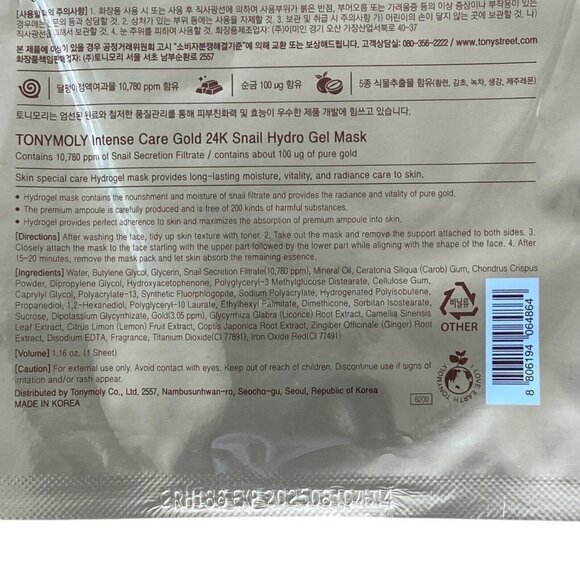 [사용할 때의 주의사항] 1. 화장품 사용 시 또는 사용 후 직사광선에 의하여 사용부위가 붉은 반점, 부어오름 또는 가려움증 등의 이상 증상이나 부작용이 있는
경우에는 전문의 등과 상담할 것. 2. 상처가 있는 부위 등에는 사용을 자제할 것. 3. 보관 및 취급 시 주의사항 가) 어린이의 손이 닿지 않는 곳에 보관할 것. 나)
직사광선을 피해서 보관할 것. 4. 눈 주위를 피하여 사용할 것. 화장품제조업자: (주)이미인 경기 오산 가장산업서북로 40-37
본 제품에 이상이 있을 경우 공정거래위원회 고시 "소비자분쟁해결기준"에 의해 교환 또는 보상해드립니다. 고객상담실: 080-356-2222 / www.tonystreet.com
화장품책임판매업자: (주)토니모리 서울 서초 남부순환로 2557
달팽이점액여과물 10,780 ppm 함유
순금 100 μg 함유
5종 식물추출물 함유(황련, 감초, 녹차, 생강, 제주레몬)
토니모리는 엄선된원료와 철저한 품질관리를 통해 피부친화력 및 효능이 우수한 제품 개발에 힘쓰고 있습니다.
TONYMOLY Intense Care Gold 24K Snail Hydro Gel Mask
Contains 10,780 ppm of Snail Secretion Filtrate / contains about 100 ug of pure gold
Skin special care Hydrogel mask provides long-lasting moisture, vitality, and radiance care to skin.
• Hydrogel mask contains the nourishment and moisture of snail filtrate and provides the radiance and vitality of pure gold.
• The premium ampoule is carefully produced and is free of 200 kinds of harmful substances.
• Hydrogel provides perfect adherence to skin and maximizes the absorption of premium ampoule into skin.
[Directions] After washing the face, tidy up skin texture with toner. 2. Take out the mask and remove the support attached to both sides. 3.
Closely attach the mask to the face starting with the upper part followed by the lower part while aligning with the shape of the face. 4. After
15~20 minutes, remove the mask pack and let skin absorb the remaining essence.
[Ingredients] Water, Butylene Glycol, Glycerin, Snail Secretion Filtrate(10,780 ppm), Mineral Oil, Ceratonia Siliqua (Carob) Gum, Chondrus Crispus
Powder, Dipropylene Glycol, Hydroxyacetophenone, Polyglyceryl-3 Methylglucose Distearate, Cellulose Gum,
Caprylyl Glycol, Polyacrylate-13, Synthetic Fluorphlogopite, Sodium Polyacrylate, Hydrogenated Polyisobutene,
Propanediol, 1,2-Hexanediol, Polyglyceryl-10 Laurate, Ethylhexyl Palmitate, Dimethicone, Sorbitan Isostearate,
Sucrose, Dipotassium Glycyrrhizate, Gold(3.05 ppm), Glycyrrhiza Glabra (Licorice) Root Extract, Camellia Sinensis
Leaf Extract, Citrus Limon (Lemon) Fruit Extract, Coptis Japonica Root Extract, Zingiber Officinale (Ginger) Root
Extract, Disodium EDTA, Fragrance, Titanium Dioxide(CI 77891), Iron Oxide Red(CI 77491)
[Volume] 1.16 oz. (1 Sheet)
[Caution] For external use only. Avoid contact with eyes. Keep out of reach of children. Discontinue use if signs of
irritation and/or rash appear.
Distributed by Tonymoly Co., Ltd. 2557, Nambusunhwan-ro, Seocho-gu, Seoul, Republic of Korea
MADE IN KOREA
6200
비닐류
OTHER
I LOVE EARTH TONYMOLY
8 806194 064864
EXP